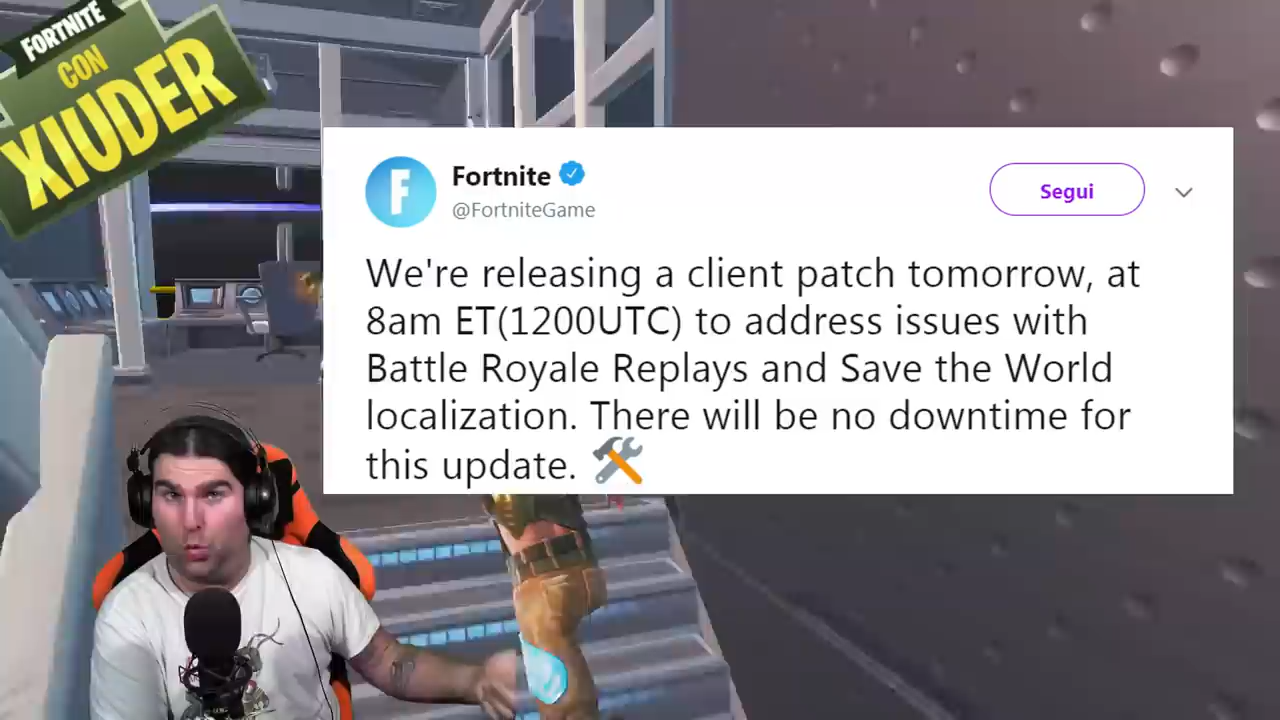 FORTNITE
CON
XIUDER
Fortnite
@FortniteGame
Segui
We're releasing a client patch tomorrow, at
8am ET(1200UTC) to address issues with
Battle Royale Replays and Save the World
localization. There will be no downtime for
this update.